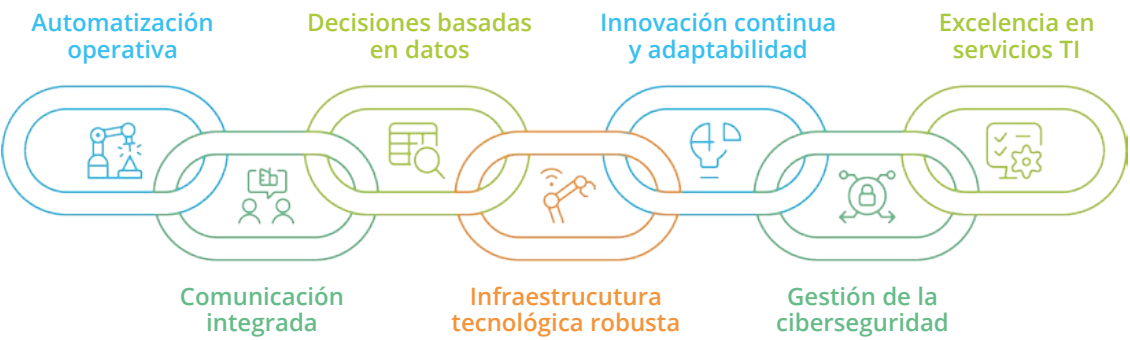 Automatización
operativa
Decisiones basadas
en datos
Innovación continua
y adaptabilidad
Excelencia en
servicios TI
Comunicación
integrada
Infraestrucutura
tecnológica robusta
Gestión de la
ciberseguridad